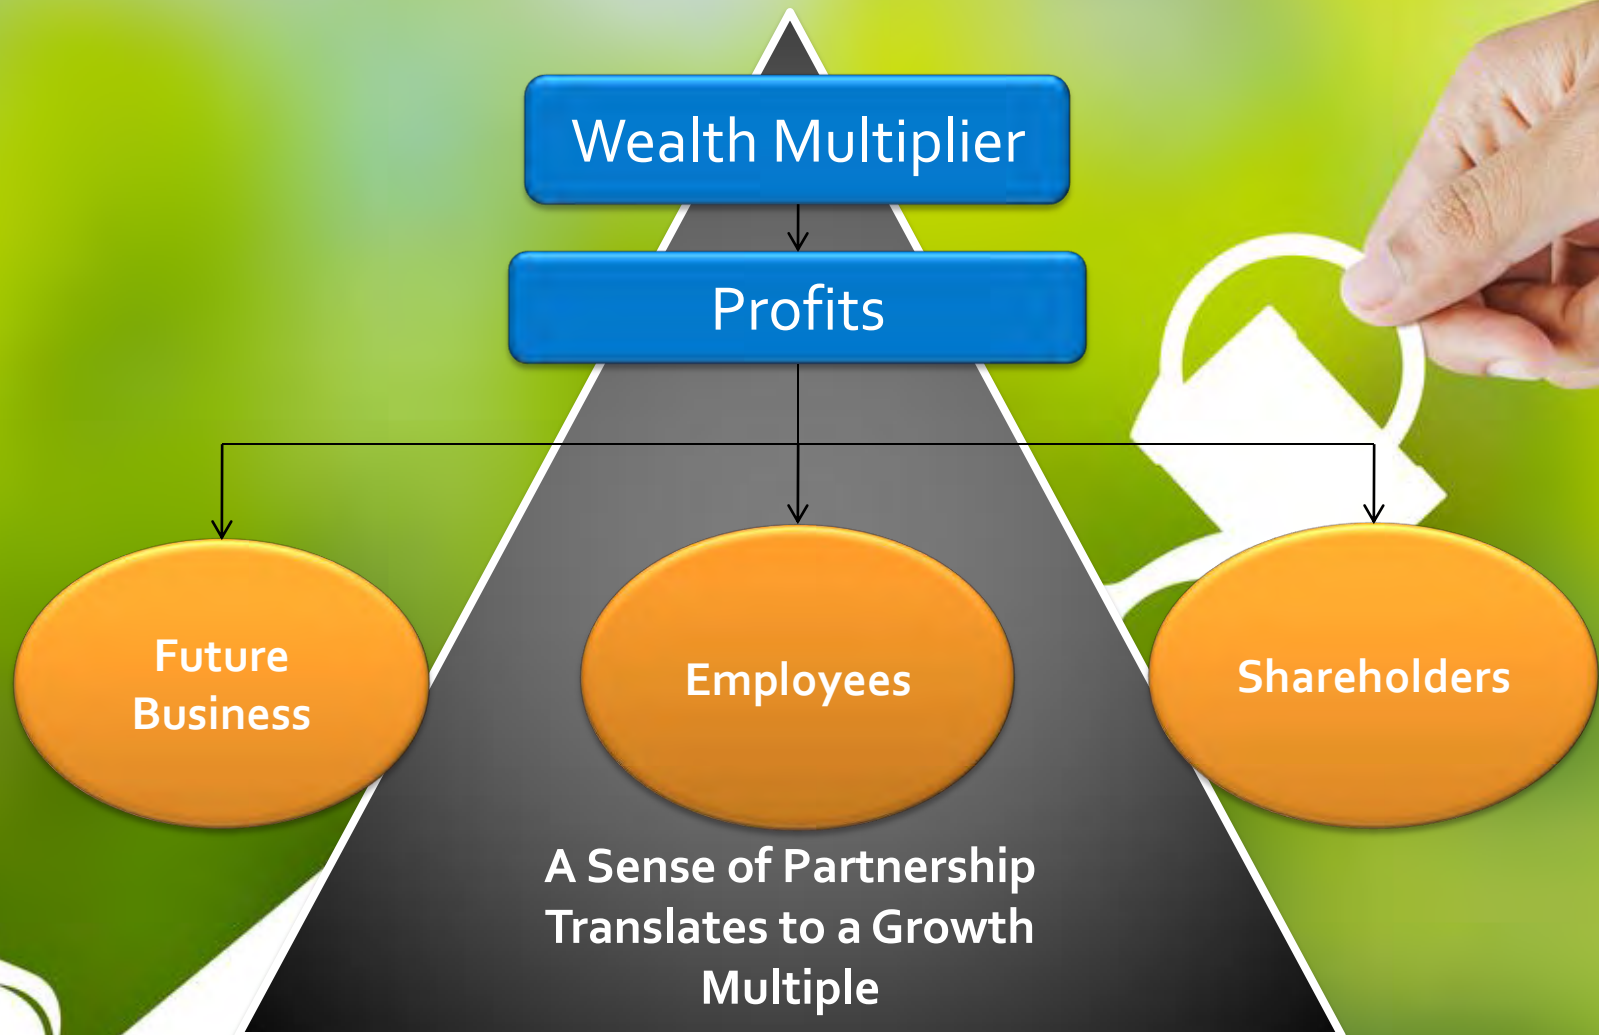 Wealth Multiplier
Profits
Future
Business
Employees
Shareholders
A Sense of Partnership
Translates to a Growth
Multiple